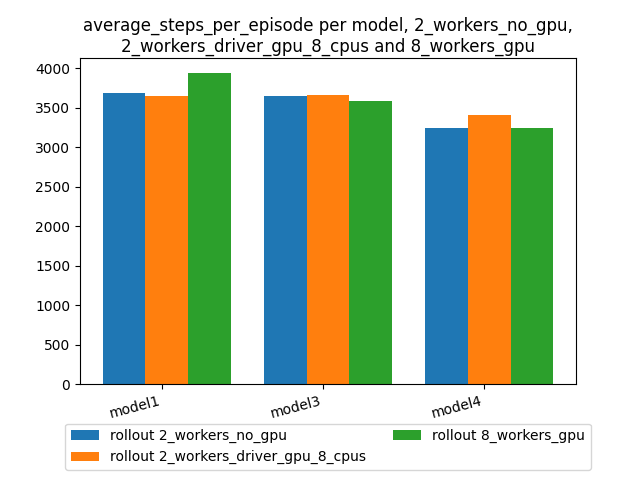 average_steps_per_episode per model, 2_workers_no_gpu,
2_workers_driver_gpu_8_cpus and 8_workers_gpu
4000
3500
3000
2500
2000
1500
1000
500
0
model1
model3
model4
rollout 2_workers_no_gpu
rollout 2_workers_driver_gpu_8_cpus
rollout 8_workers_gpu